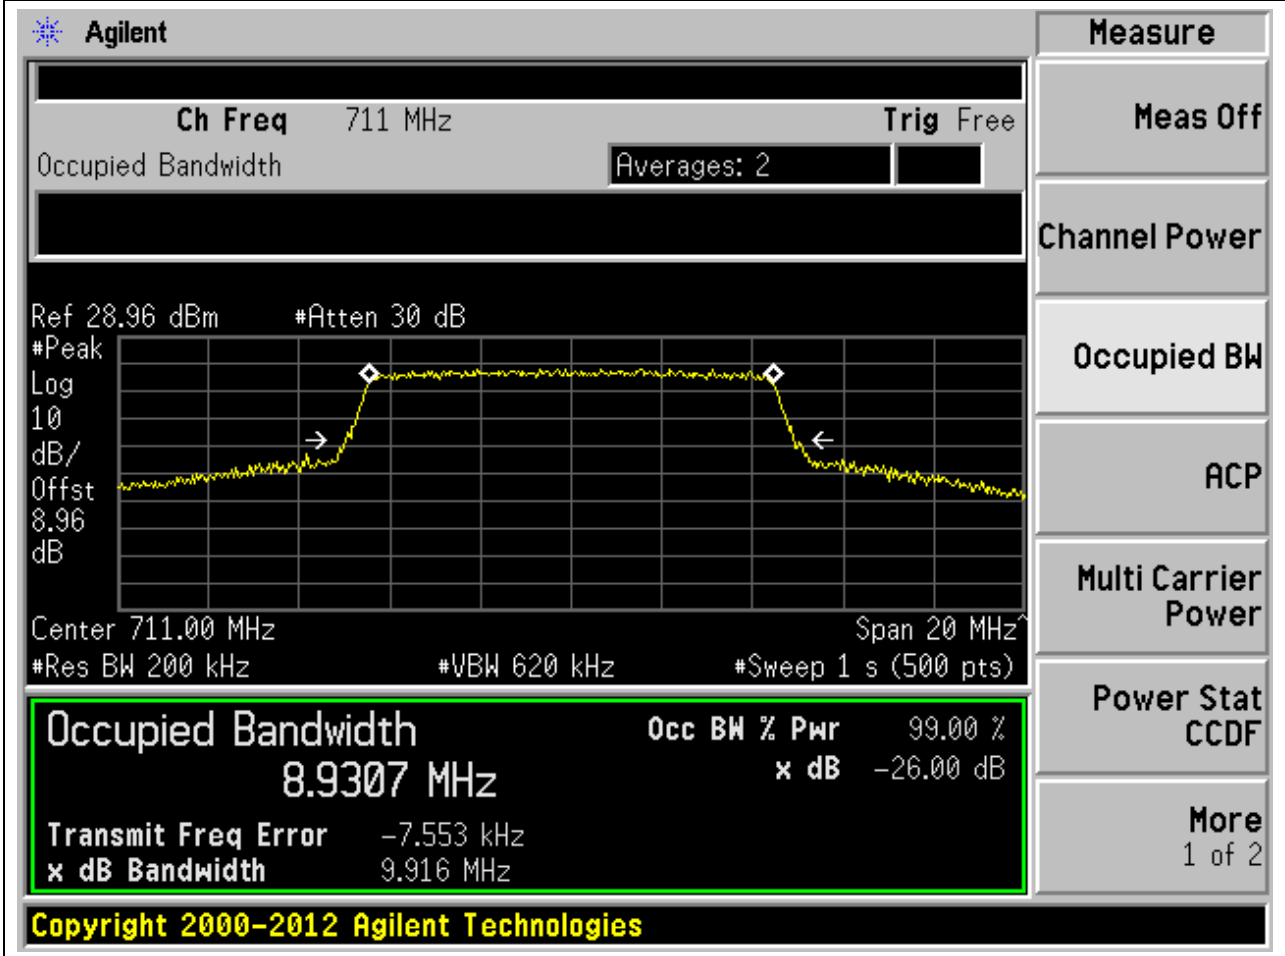 Agilent
Measure
Ch Freq 711 MHz Trig Free
Occupied Bandwidth Averages: 2
Meas Off
Channel Power
Occupied BW
ACP
Multi Carrier
Power
Power Stat
CCDF
More
1 of 2
Ref 28.96 dBm #Atten 30 dB
#Peak
Log
10
dB/
Offst
8.96
dB
Center 711.00 MHz Span 20 MHz^
#Res BW 200 kHz #VBW 620 kHz #Sweep 1 s (500 pts)
Occupied Bandwidth Occ BW % Pwr 99.00 %
8.9307 MHz x dB -26.00 dB
Transmit Freq Error -7.553 kHz
x dB Bandwidth 9.916 MHz
Copyright 2000-2012 Agilent Technologies